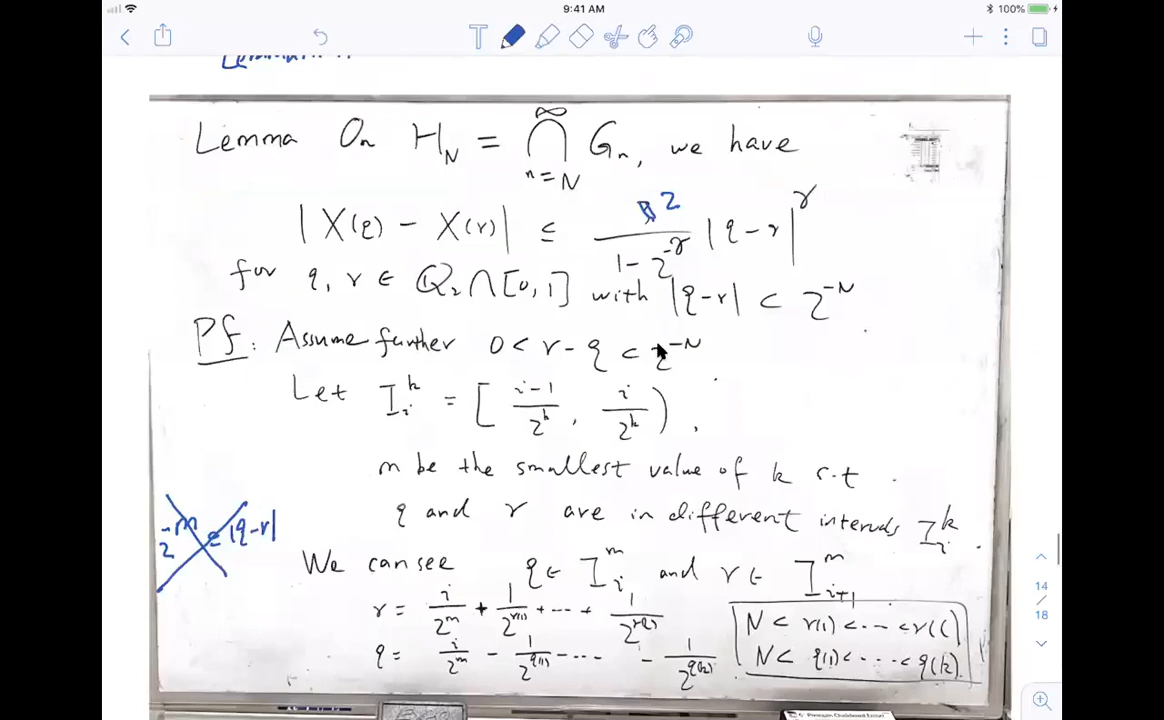 9:41 AM
100%
T
Lemma On H_N = ∩_{n=N}^∞ G_n, we have
|X(q) - X(r)| ≤ 2 / (1 - 2^{-γ}) |q-r|^γ
for q, r ∈ Q_2 ∩ [0,1] with |q-r| < 2^{-N}
Pf: Assume further 0 < r - q < 2^{-N}
Let I_i^k = [ (i-1)/2^k , i/2^k ) ,
m be the smallest value of k s.t
q and r are in different intervals I_i^k .
2^{-m} ≤ |q-r|
We can see q ∈ I_i^m and r ∈ I_{i+1}^m
r = i/2^m + 1/2^{r(1)} + ... + 1/2^{r(l)}
N < r(1) < ... < r(l)
q = i/2^m - 1/2^{q(1)} - ... - 1/2^{q(k)}
N < q(1) < ... < q(k)
14
/
18